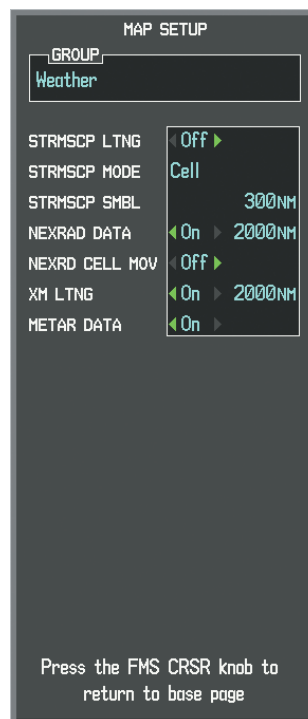 MAP SETUP
GROUP
Weather
STRMSCP LTNG Off
STRMSCP MODE Cell
STRMSCP SMBL 300NM
NEXRAD DATA On 2000NM
NEXRD CELL MOV Off
XM LTNG On 2000NM
METAR DATA On
Press the FMS CRSR knob to
return to base page